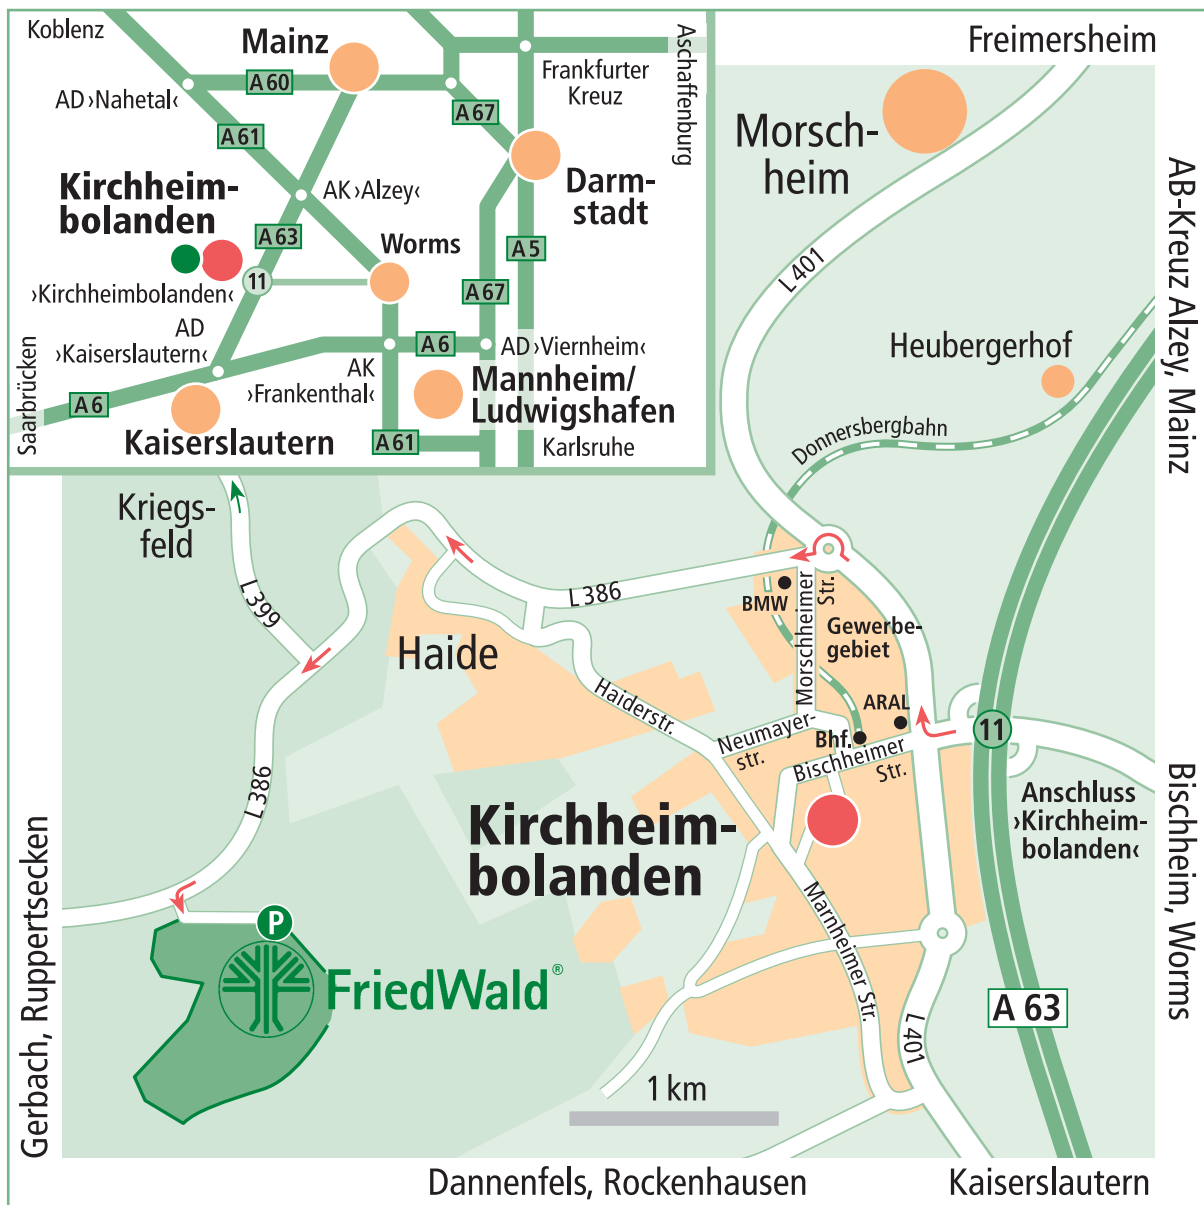 Koblenz
Mainz
Aschaffenburg
A 60
AD ›Nahetal‹
Frankfurter
Kreuz
A 67
A 61
Kirchheim-
bolanden
AK ›Alzey‹
Darm-
stadt
A 63
Worms
A 5
11
›Kirchheimbolanden‹
A 67
AD
›Kaiserslautern‹
A 6
AD ›Viernheim‹
AK
›Frankenthal‹
Mannheim/
Ludwigshafen
Saarbrücken
A 6
Kaiserslautern
A 61
Karlsruhe
Freimersheim
Morsch-
heim
AB-Kreuz Alzey, Mainz
L 401
Heubergerhof
Donnersbergbahn
Kriegs-
feld
L 399
L 386
BMW
Morschheimer
Str.
Gewerbe-
gebiet
Haide
Haiderstr.
ARAL
Neumayer-
str.
Bhf.
Bischheimer
Str.
11
L 386
Anschluss
›Kirchheim-
bolanden‹
Kirchheim-
bolanden
Bischheim, Worms
Marnheimer Str.
P
FriedWald®
A 63
L 401
1 km
Gerbach, Ruppertsecken
Dannenfels, Rockenhausen
Kaiserslautern